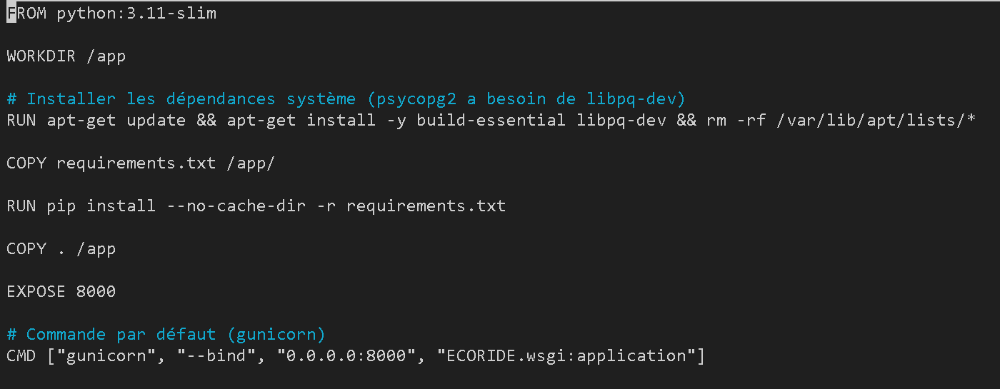 FROM python:3.11-slim
WORKDIR /app
# Installer les dépendances système (psycopg2 a besoin de libpq-dev)
RUN apt-get update && apt-get install -y build-essential libpq-dev && rm -rf /var/lib/apt/lists/*
COPY requirements.txt /app/
RUN pip install --no-cache-dir -r requirements.txt
COPY . /app
EXPOSE 8000
# Commande par défaut (gunicorn)
CMD ["gunicorn", "--bind", "0.0.0.0:8000", "ECORIDE.wsgi:application"]